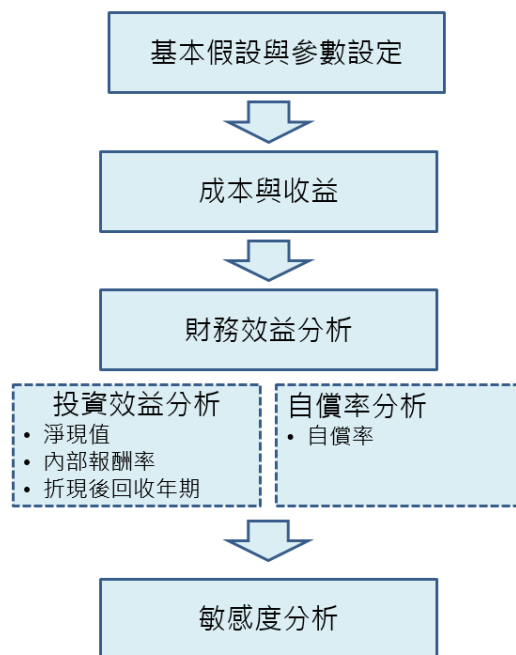 基本假設與參數設定
成本與收益
財務效益分析
投資效益分析
• 淨現值
• 內部報酬率
• 折現後回收年期
自償率分析
• 自償率
敏感度分析